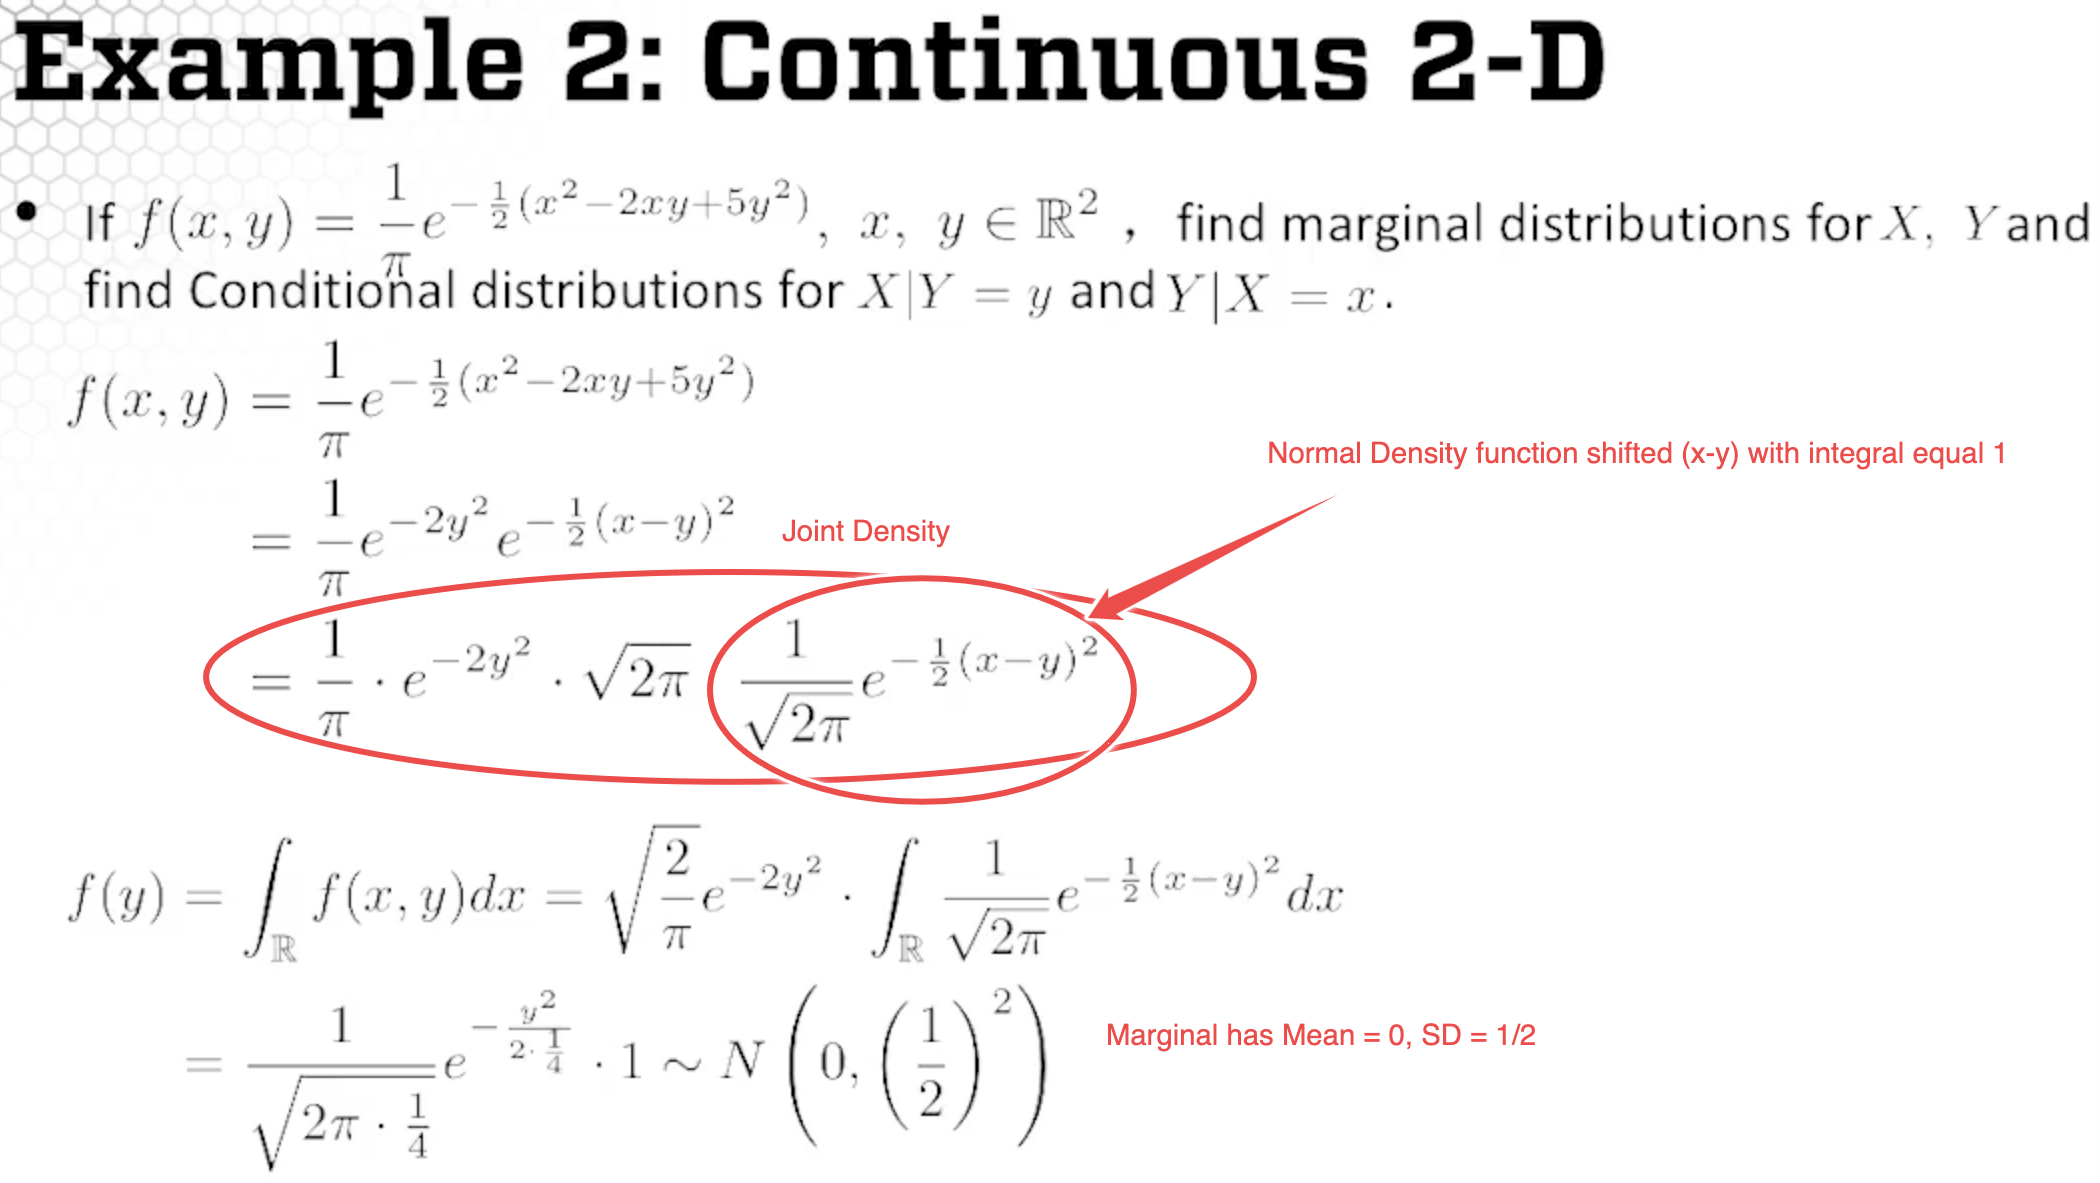 Example 2: Continuous 2-D
• If $f(x,y) = \frac{1}{\pi}e^{-\frac{1}{2}(x^2-2xy+5y^2)},\ x,\ y \in \mathbb{R}^2$ , find marginal distributions for $X,\ Y$ and
find Conditional distributions for $X|Y = y$ and $Y|X = x$.
$f(x,y) = \frac{1}{\pi}e^{-\frac{1}{2}(x^2-2xy+5y^2)}$
Normal Density function shifted (x-y) with integral equal 1
$= \frac{1}{\pi}e^{-2y^2}e^{-\frac{1}{2}(x-y)^2}$ Joint Density
$= \frac{1}{\pi} \cdot e^{-2y^2} \cdot \sqrt{2\pi}\ \frac{1}{\sqrt{2\pi}}e^{-\frac{1}{2}(x-y)^2}$
$f(y) = \int_{\mathbb{R}} f(x,y)dx = \sqrt{\frac{2}{\pi}}e^{-2y^2} \cdot \int_{\mathbb{R}} \frac{1}{\sqrt{2\pi}}e^{-\frac{1}{2}(x-y)^2}dx$
$= \frac{1}{\sqrt{2\pi \cdot \frac{1}{4}}}e^{-\frac{y^2}{2 \cdot \frac{1}{4}}} \cdot 1 \sim N\left(0, \left(\frac{1}{2}\right)^2\right)$ Marginal has Mean = 0, SD = 1/2